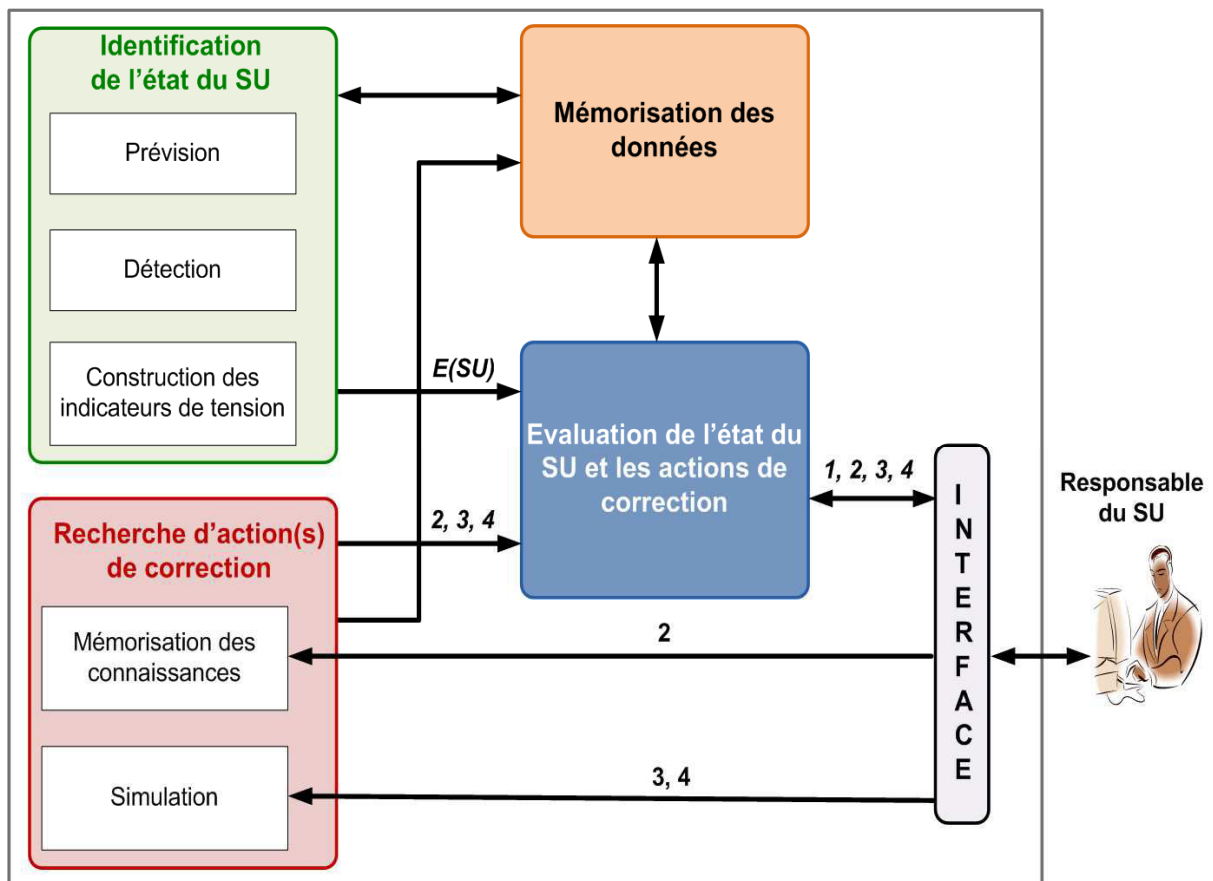 Identification
de l'état du SU
Prévision
Détection
Construction des
indicateurs de tension
Mémorisation des
données
E(SU)
Evaluation de l'état du
SU et les actions de
correction
1, 2, 3, 4
INTERFACE
Responsable
du SU
Recherche d'action(s)
de correction
2, 3, 4
Mémorisation des
connaissances
2
Simulation
3, 4